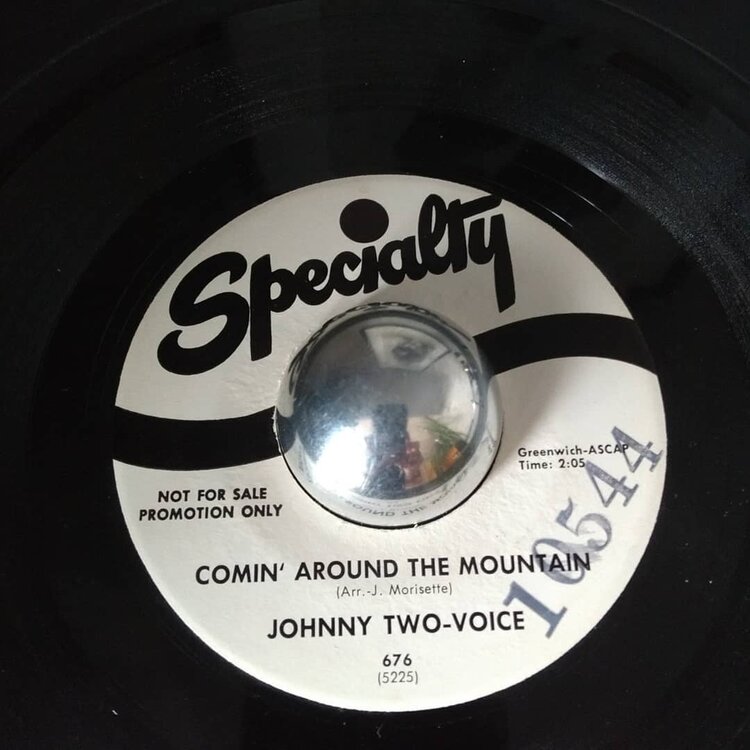 Specialty
Greenwich-ASCAP
Time: 2:05
NOT FOR SALE
PROMOTION ONLY
10544
COMIN' AROUND THE MOUNTAIN
(Arr.-J. Morisette)
JOHNNY TWO-VOICE
676
(5225)